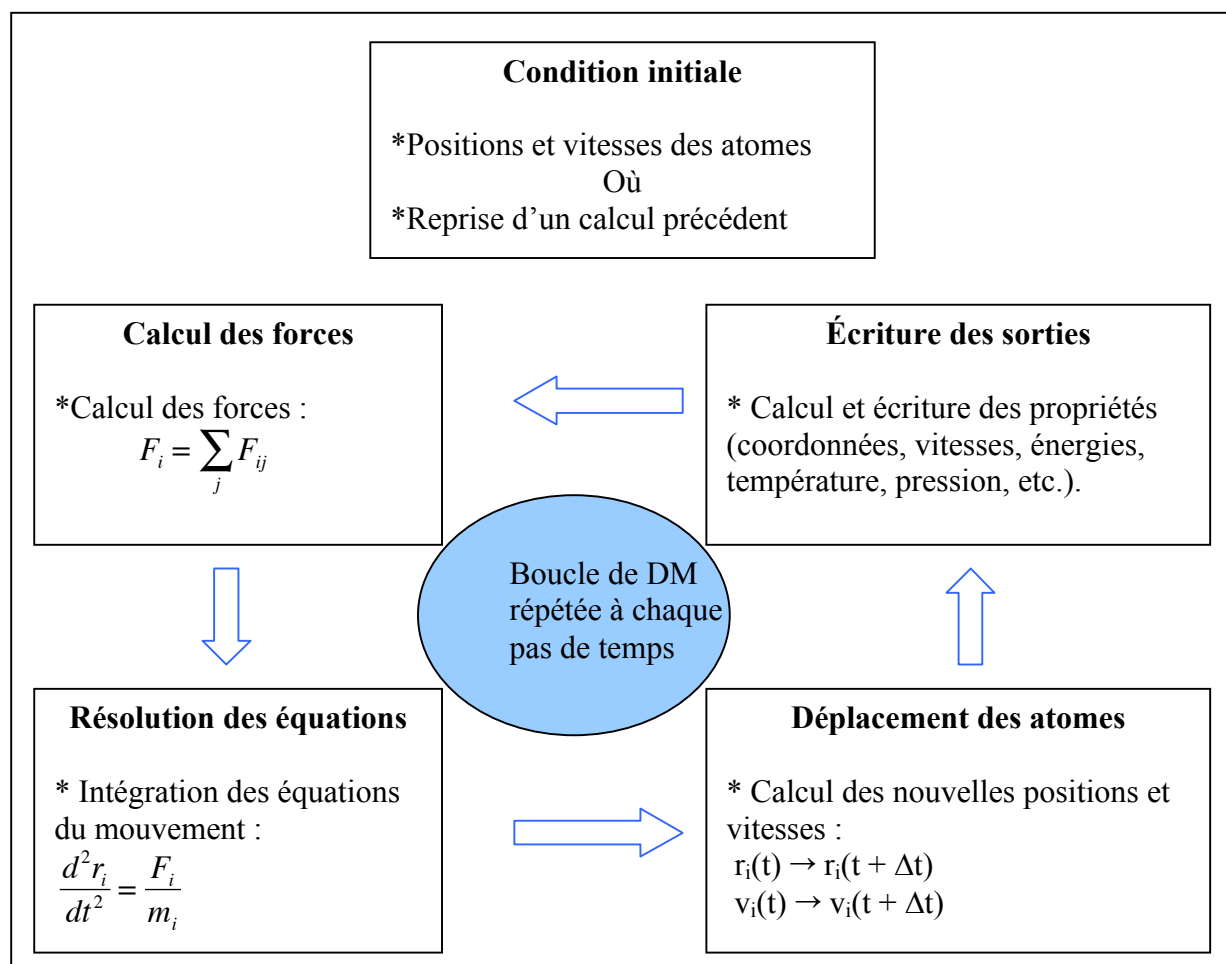 Condition initiale
*Positions et vitesses des atomes
Où
*Reprise d’un calcul précédent
Calcul des forces
*Calcul des forces :
F_i = ∑_j F_ij
Écriture des sorties
* Calcul et écriture des propriétés
(coordonnées, vitesses, énergies,
température, pression, etc.).
Boucle de DM
répétée à chaque
pas de temps
Résolution des équations
* Intégration des équations
du mouvement :
d²r_i/dt² = F_i/m_i
Déplacement des atomes
* Calcul des nouvelles positions et
vitesses :
r_i(t) → r_i(t + Δt)
v_i(t) → v_i(t + Δt)